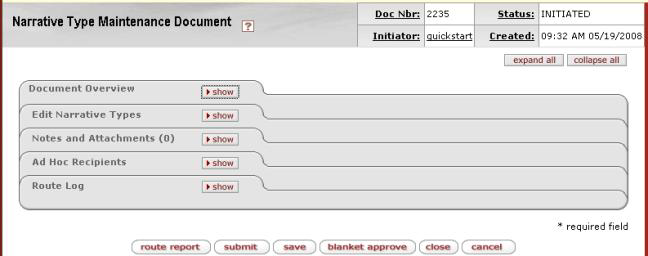 Narrative Type Maintenance Document ?
Doc Nbr: 2235 Status: INITIATED
Initiator: quickstart Created: 09:32 AM 05/19/2008
expand all collapse all
Document Overview show
Edit Narrative Types show
Notes and Attachments (0) show
Ad Hoc Recipients show
Route Log show
* required field
route report submit save blanket approve close cancel